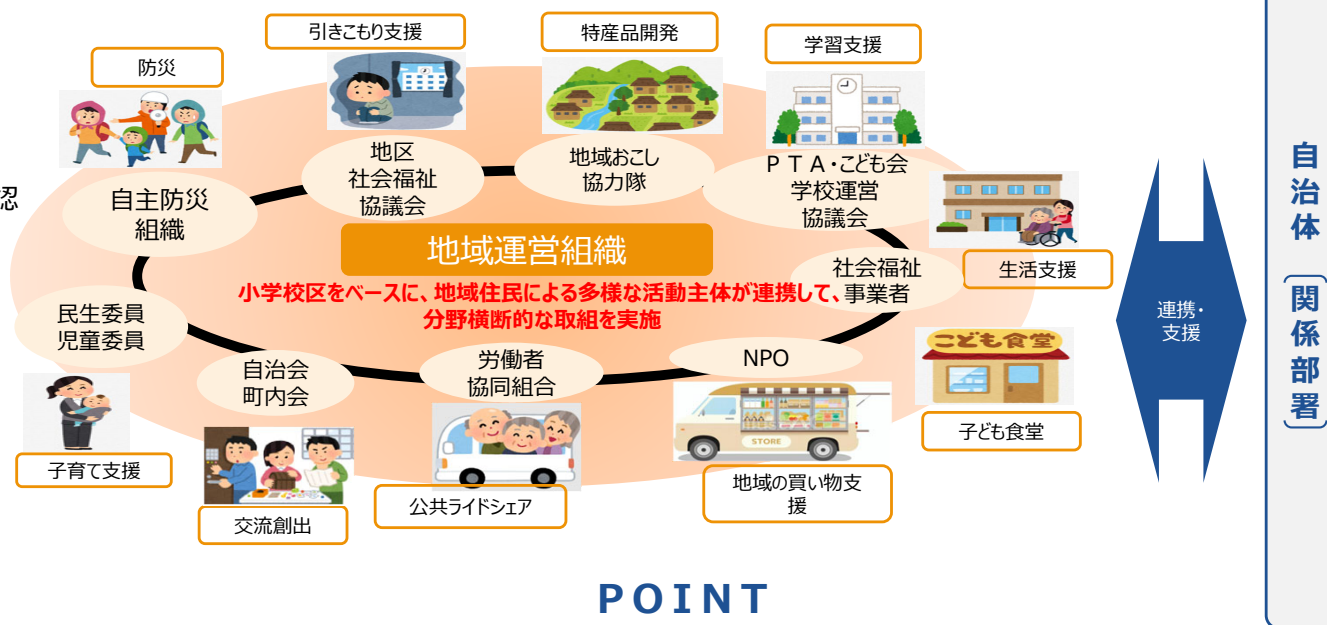 引きこもり支援
特産品開発
学習支援
防災
地区
社会福祉
協議会
地域おこし
協力隊
ＰＴＡ・こども会
学校運営
協議会
認
自主防災
組織
地域運営組織
社会福祉
事業者
生活支援
小学校区をベースに、地域住民による多様な活動主体が連携して、
分野横断的な取組を実施
民生委員
児童委員
自治会
町内会
労働者
協同組合
NPO
こども食堂
STORE
子育て支援
交流創出
公共ライドシェア
地域の買い物支
援
子ども食堂
連携・
支援
自治体［関係部署］
ＰＯＩＮＴ